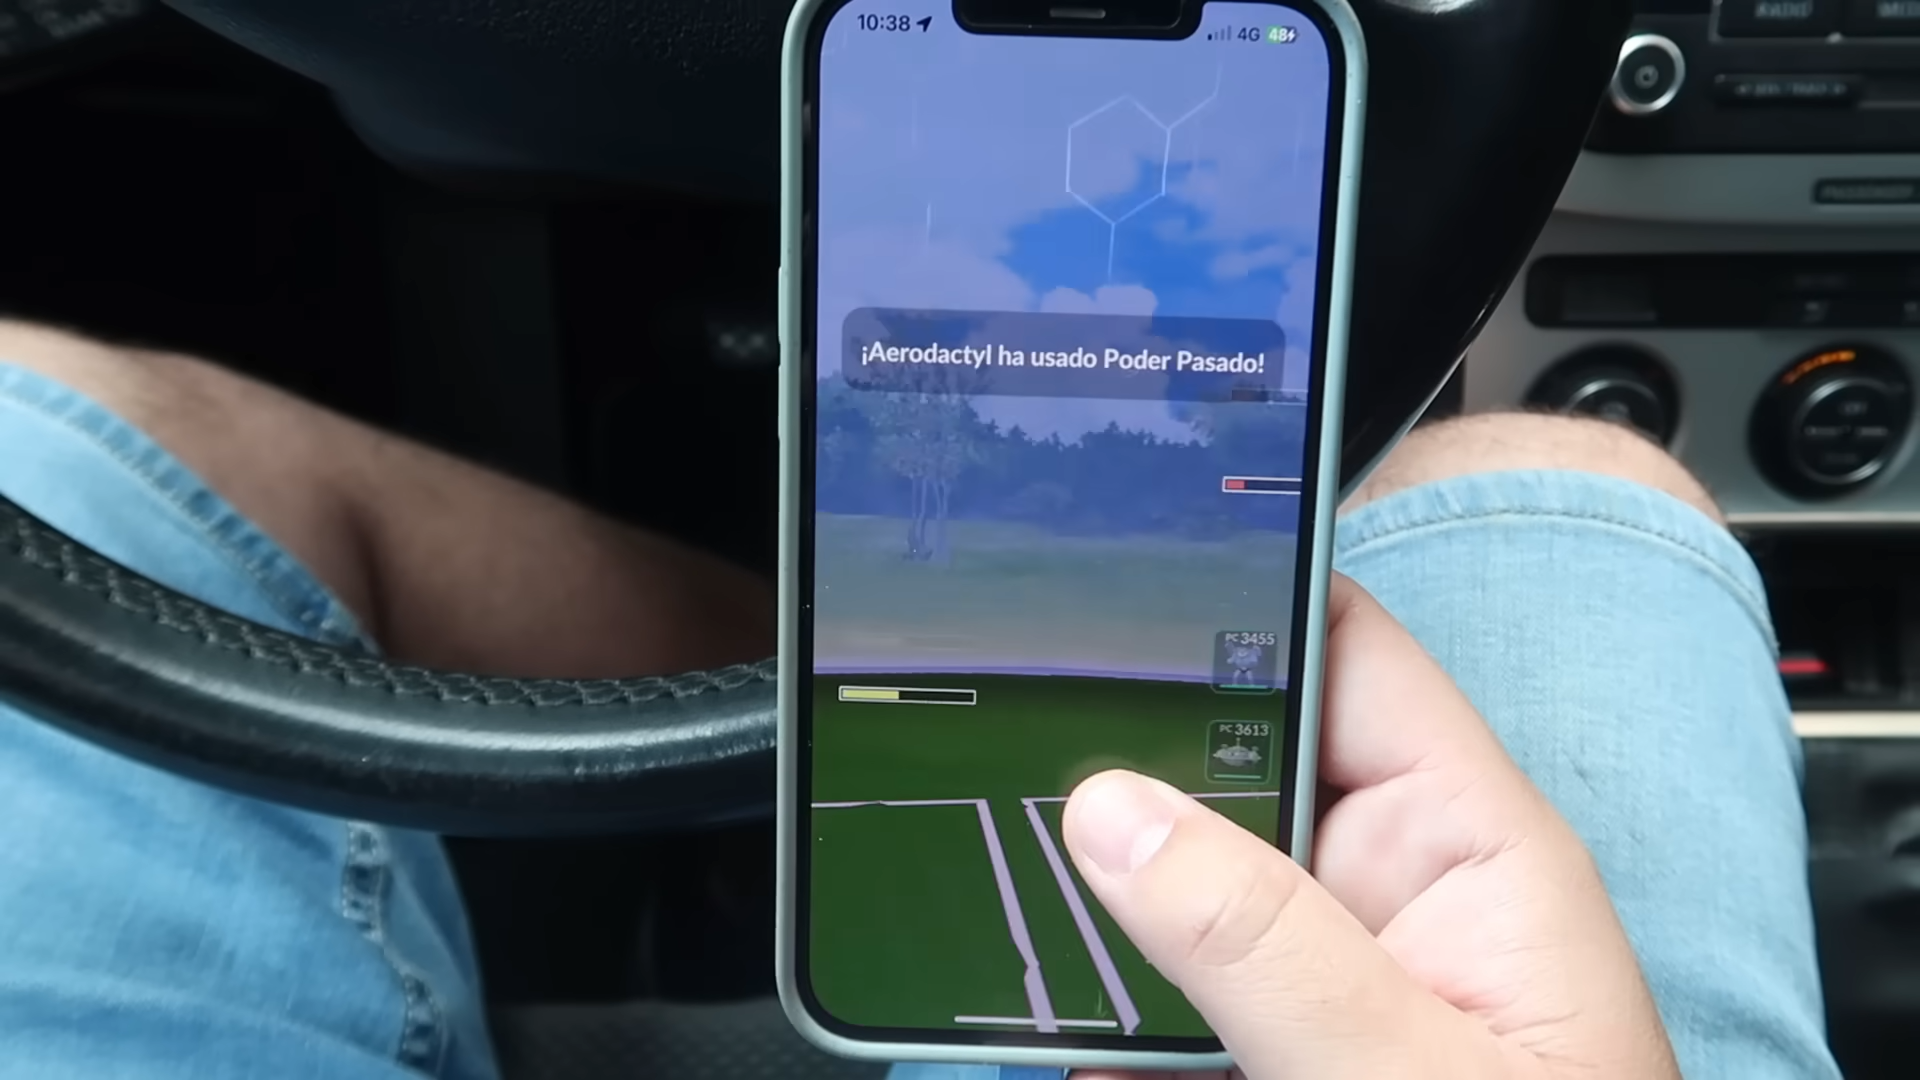 10:38
4G 48
¡Aerodactyl ha usado Poder Pasado!
PC 3455
PC 3613